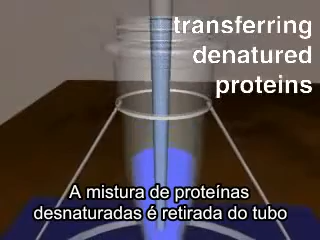 transferring
denatured
proteins
A mistura de proteínas
desnaturadas é retirada do tubo